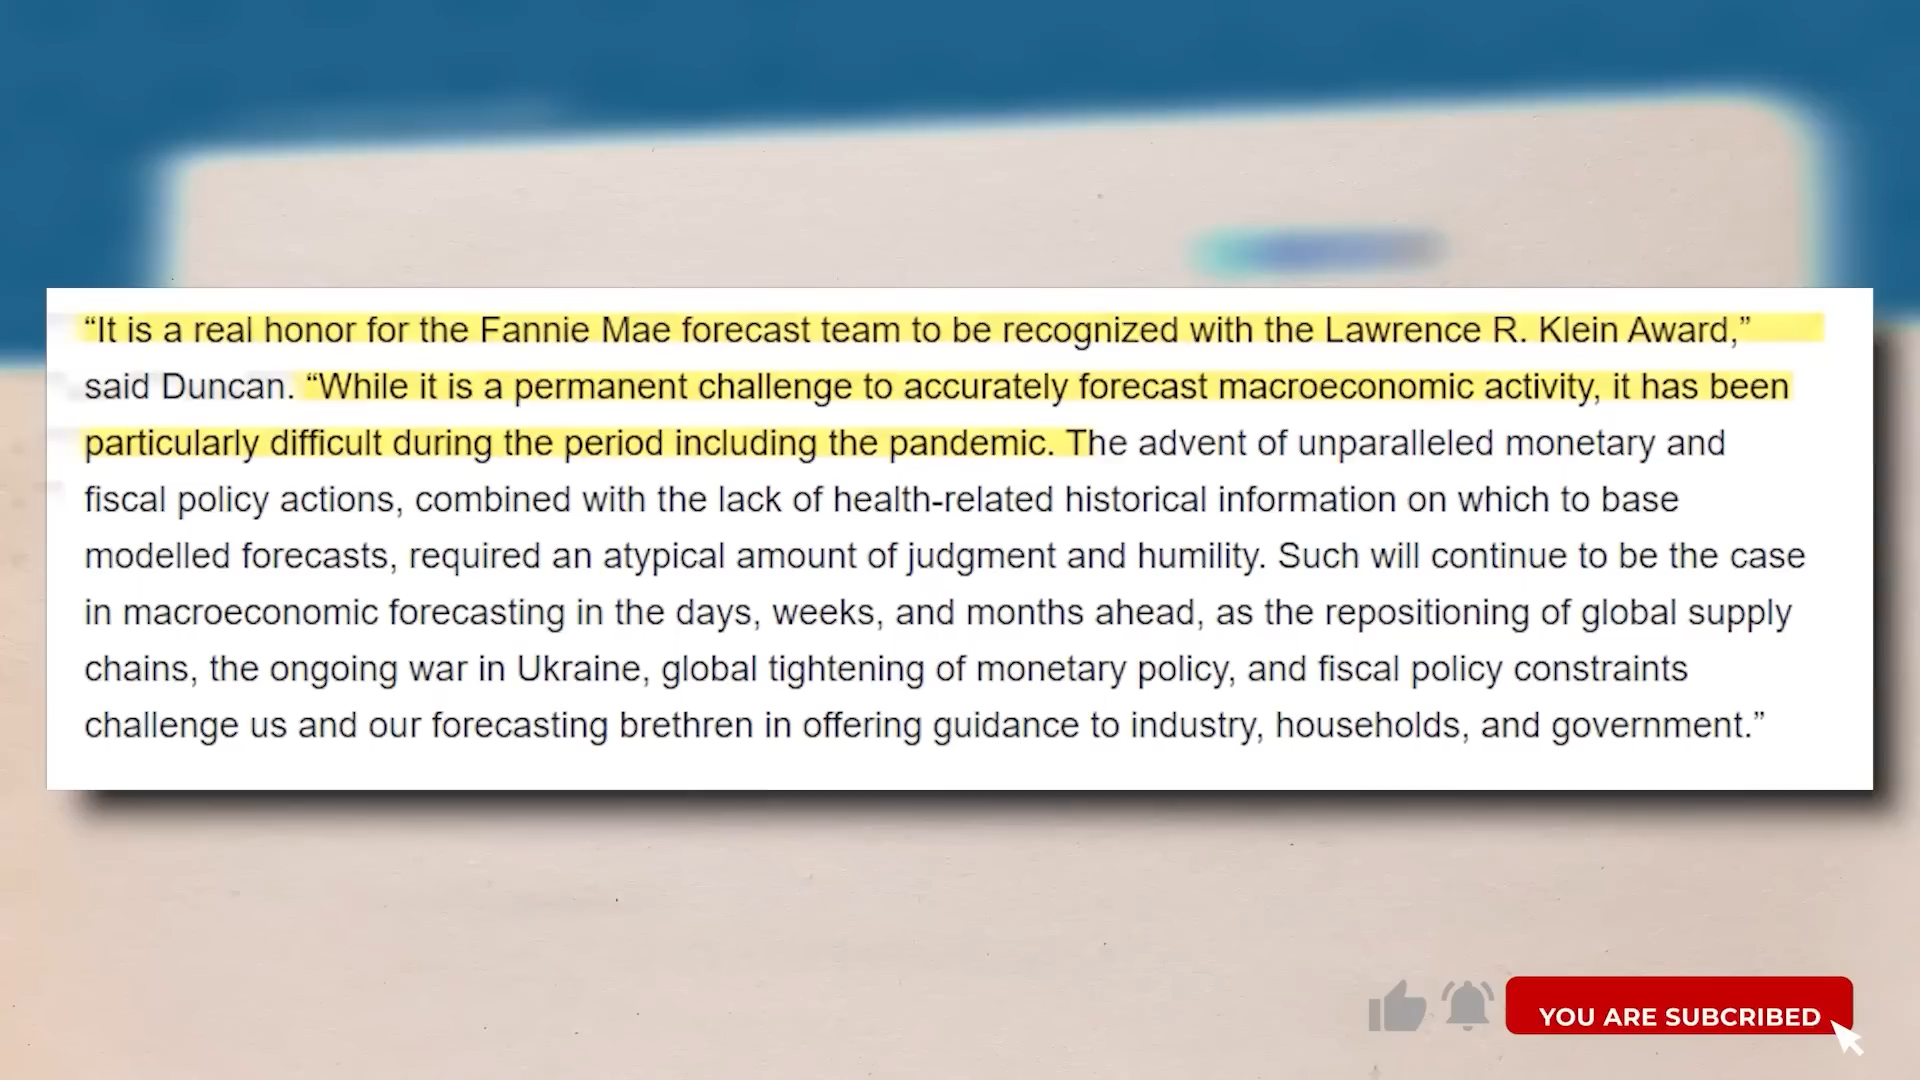 “It is a real honor for the Fannie Mae forecast team to be recognized with the Lawrence R. Klein Award,”
said Duncan. “While it is a permanent challenge to accurately forecast macroeconomic activity, it has been
particularly difficult during the period including the pandemic. The advent of unparalleled monetary and
fiscal policy actions, combined with the lack of health-related historical information on which to base
modelled forecasts, required an atypical amount of judgment and humility. Such will continue to be the case
in macroeconomic forecasting in the days, weeks, and months ahead, as the repositioning of global supply
chains, the ongoing war in Ukraine, global tightening of monetary policy, and fiscal policy constraints
challenge us and our forecasting brethren in offering guidance to industry, households, and government.”
YOU ARE SUBCRIBED